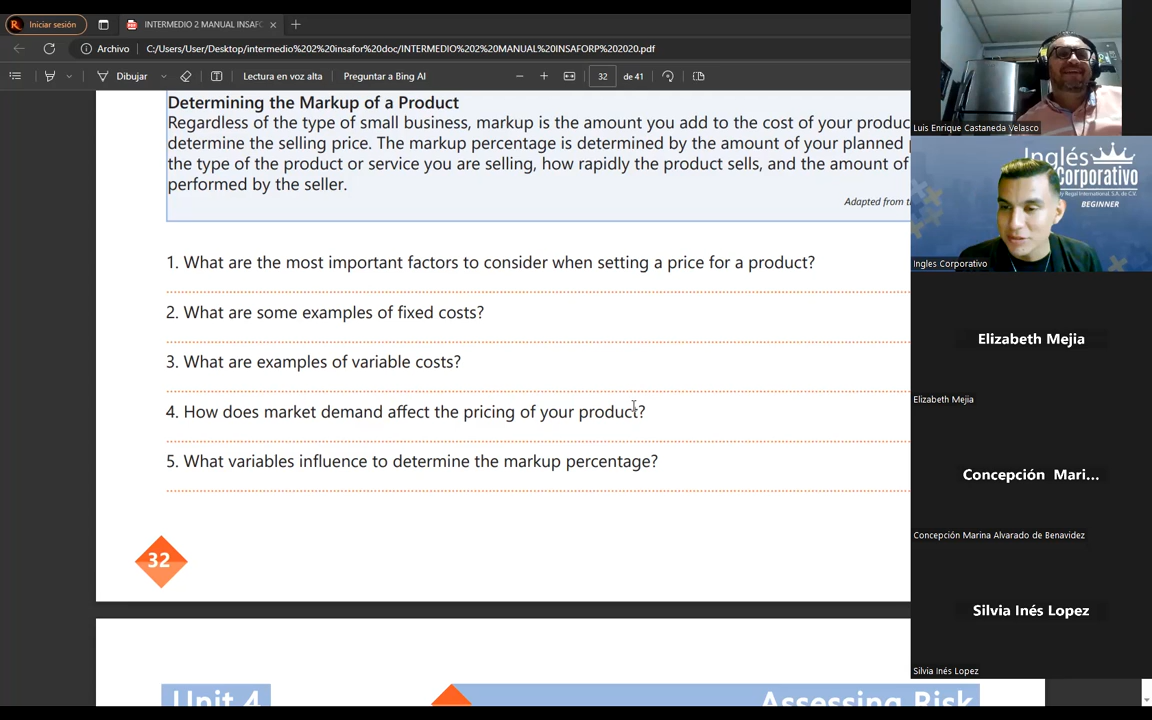 Iniciar sesión
INTERMEDIO 2 MANUAL INSAFO
Archivo
C:/Users/User/Desktop/intermedio%202%20insafor%20doc/INTERMEDIO%202%20MANUAL%20INSAFORP%202020.pdf
Dibujar
Lectura en voz alta
Preguntar a Bing AI
32
de 41
Determining the Markup of a Product
Regardless of the type of small business, markup is the amount you add to the cost of your produc
determine the selling price. The markup percentage is determined by the amount of your planned
the type of the product or service you are selling, how rapidly the product sells, and the amount of
performed by the seller.
Adapted from
1. What are the most important factors to consider when setting a price for a product?
2. What are some examples of fixed costs?
3. What are examples of variable costs?
4. How does market demand affect the pricing of your product?
5. What variables influence to determine the markup percentage?
32
Unit 4
Assessing Risk
Luis Enrique Castaneda Velasco
Inglés
Corporativo
BEGINNER
Ingles Corporativo
Elizabeth Mejia
Elizabeth Mejia
Concepción Mari...
Concepción Marina Alvarado de Benavidez
Silvia Inés Lopez
Silvia Inés Lopez